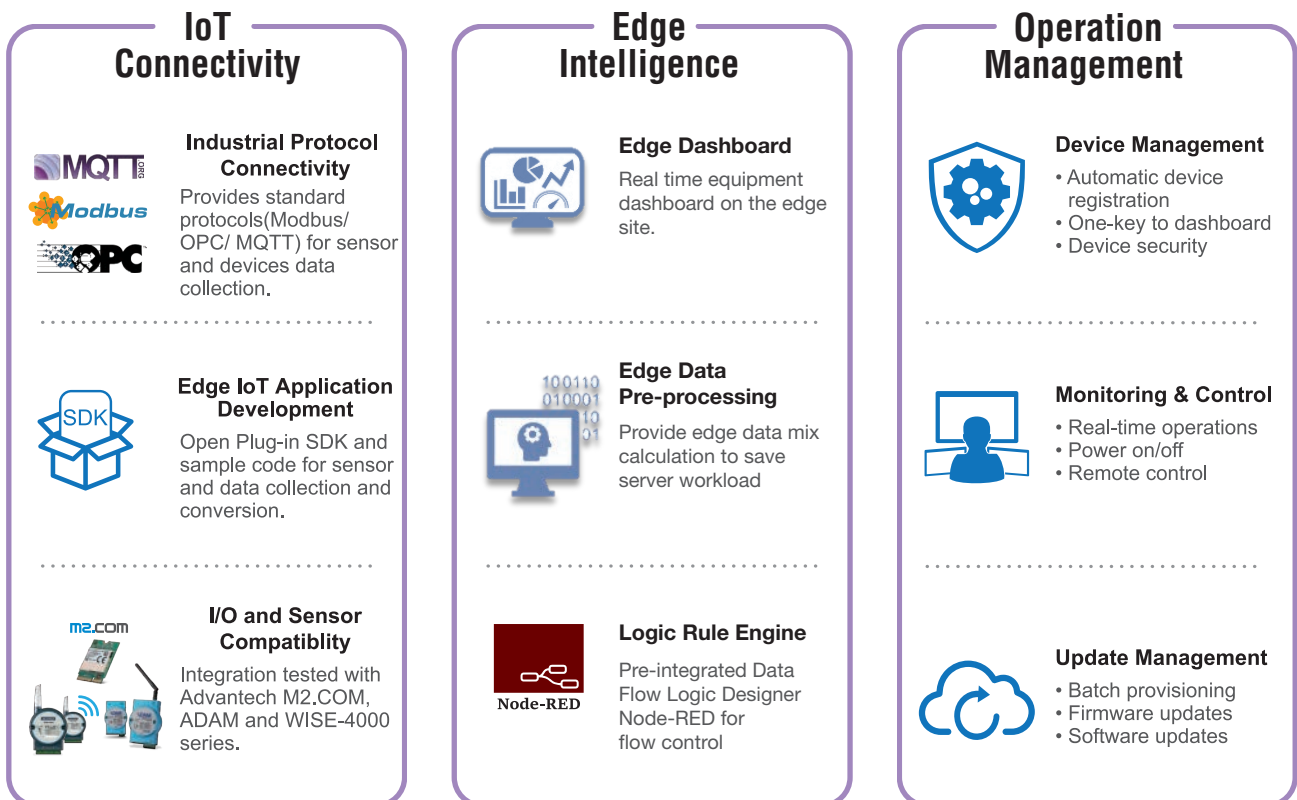 IoT
Connectivity
MQTT
ORG
Modbus
OPC
Industrial Protocol
Connectivity
Provides standard
protocols(Modbus/
OPC/ MQTT) for sensor
and devices data
collection.
SDK
Edge IoT Application
Development
Open Plug-in SDK and
sample code for sensor
and data collection and
conversion.
m2.com
I/O and Sensor
Compatiblity
Integration tested with
Advantech M2.COM,
ADAM and WISE-4000
series.
Edge
Intelligence
Edge Dashboard
Real time equipment
dashboard on the edge
site.
100110
010001
10
01
Edge Data
Pre-processing
Provide edge data mix
calculation to save
server workload
Node-RED
Logic Rule Engine
Pre-integrated Data
Flow Logic Designer
Node-RED for
flow control
Operation
Management
Device Management
• Automatic device
registration
• One-key to dashboard
• Device security
Monitoring & Control
• Real-time operations
• Power on/off
• Remote control
Update Management
• Batch provisioning
• Firmware updates
• Software updates